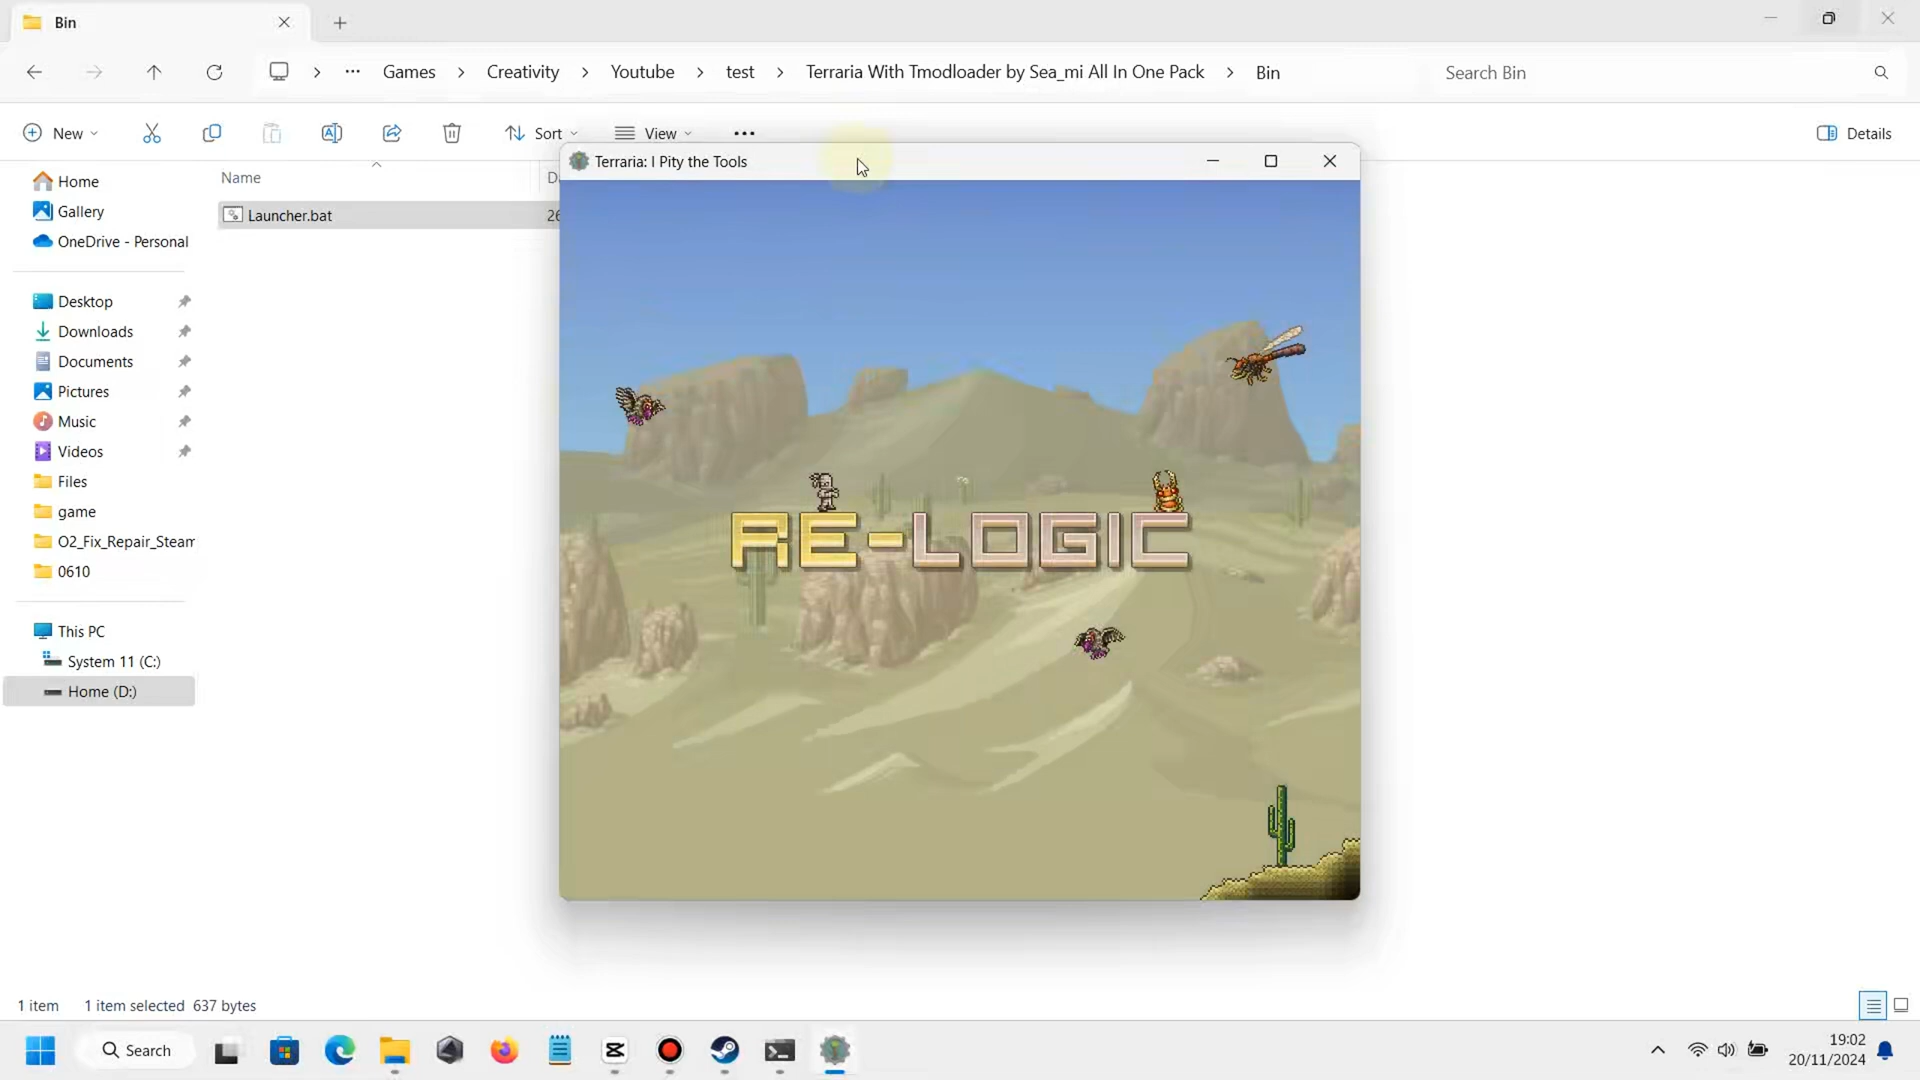 Bin
Games > Creativity > Youtube > test > Terraria With Tmodloader by Sea_mi All In One Pack > Bin
Search Bin
New
Sort
View
Details
Terraria: I Pity the Tools
Home
Gallery
OneDrive - Personal
Desktop
Downloads
Documents
Pictures
Music
Videos
Files
game
O2_Fix_Repair_Steam
0610
This PC
System 11 (C:)
Home (D:)
Name
Launcher.bat
26
RE-LOGIC
1 item 1 item selected 637 bytes
Search
19:02
20/11/2024